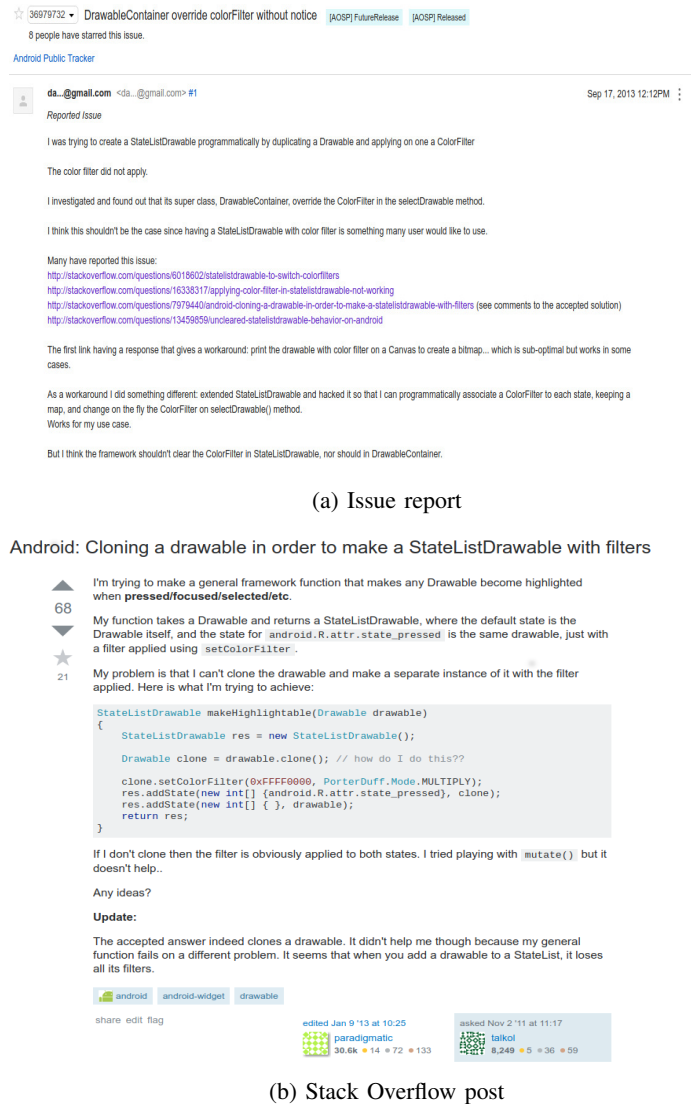 36979732 DrawableContainer override colorFilter without notice [AOSP] FutureRelease [AOSP] Released
8 people have starred this issue.
Android Public Tracker
da...@gmail.com <da...@gmail.com> #1 Sep 17, 2013 12:12PM
Reported Issue
I was trying to create a StateListDrawable programmatically by duplicating a Drawable and applying on one a ColorFilter
The color filter did not apply.
I investigated and found out that its super class, DrawableContainer, override the ColorFilter in the selectDrawable method.
I think this shouldn't be the case since having a StateListDrawable with color filter is something many user would like to use.
Many have reported this issue:
http://stackoverflow.com/questions/6018602/statelistdrawable-to-switch-colorfilters
http://stackoverflow.com/questions/16338317/applying-color-filter-in-statelistdrawable-not-working
http://stackoverflow.com/questions/7979440/android-cloning-a-drawable-in-order-to-make-a-statelistdrawable-with-filters (see comments to the accepted solution)
http://stackoverflow.com/questions/13459859/uncleared-statelistdrawable-behavior-on-android
The first link having a response that gives a workaround: print the drawable with color filter on a Canvas to create a bitmap... which is sub-optimal but works in some
cases.
As a workaround I did something different: extended StateListDrawable and hacked it so that I can programmatically associate a ColorFilter to each state, keeping a
map, and change on the fly the ColorFilter on selectDrawable() method.
Works for my use case.
But I think the framework shouldn't clear the ColorFilter in StateListDrawable, nor should in DrawableContainer.
(a) Issue report
Android: Cloning a drawable in order to make a StateListDrawable with filters
68
21
I'm trying to make a general framework function that makes any Drawable become highlighted
when pressed/focused/selected/etc.
My function takes a Drawable and returns a StateListDrawable, where the default state is the
Drawable itself, and the state for android.R.attr.state_pressed is the same drawable, just with
a filter applied using setColorFilter .
My problem is that I can't clone the drawable and make a separate instance of it with the filter
applied. Here is what I'm trying to achieve:
StateListDrawable makeHighlightable(Drawable drawable)
{
StateListDrawable res = new StateListDrawable();
Drawable clone = drawable.clone(); // how do I do this??
clone.setColorFilter(0xFFFF0000, PorterDuff.Mode.MULTIPLY);
res.addState(new int[] {android.R.attr.state_pressed}, clone);
res.addState(new int[] { }, drawable);
return res;
}
If I don't clone then the filter is obviously applied to both states. I tried playing with mutate() but it
doesn't help..
Any ideas?
Update:
The accepted answer indeed clones a drawable. It didn't help me though because my general
function fails on a different problem. It seems that when you add a drawable to a StateList, it loses
all its filters.
android android-widget drawable
share edit flag
edited Jan 9 '13 at 10:25
paradigmatic
30.6k 14 72 133
asked Nov 2 '11 at 11:17
talkol
8,249 5 36 59
(b) Stack Overflow post